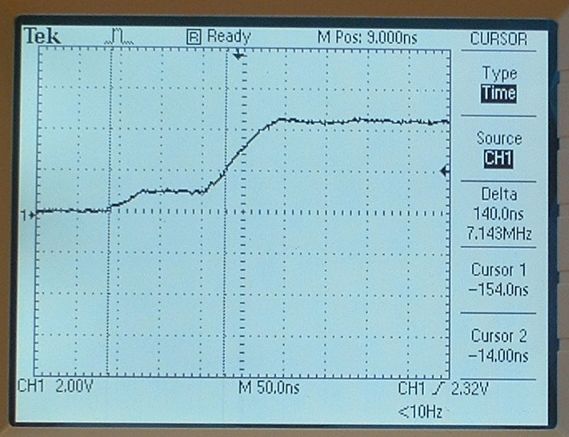 Tek R Ready M Pos: 9.000ns CURSOR
Type
Time
Source
CH1
Delta
140.0ns
7.143MHz
Cursor 1
-154.0ns
Cursor 2
-14.00ns
1
CH1 2.00V M 50.0ns CH1 2.32V
<10Hz